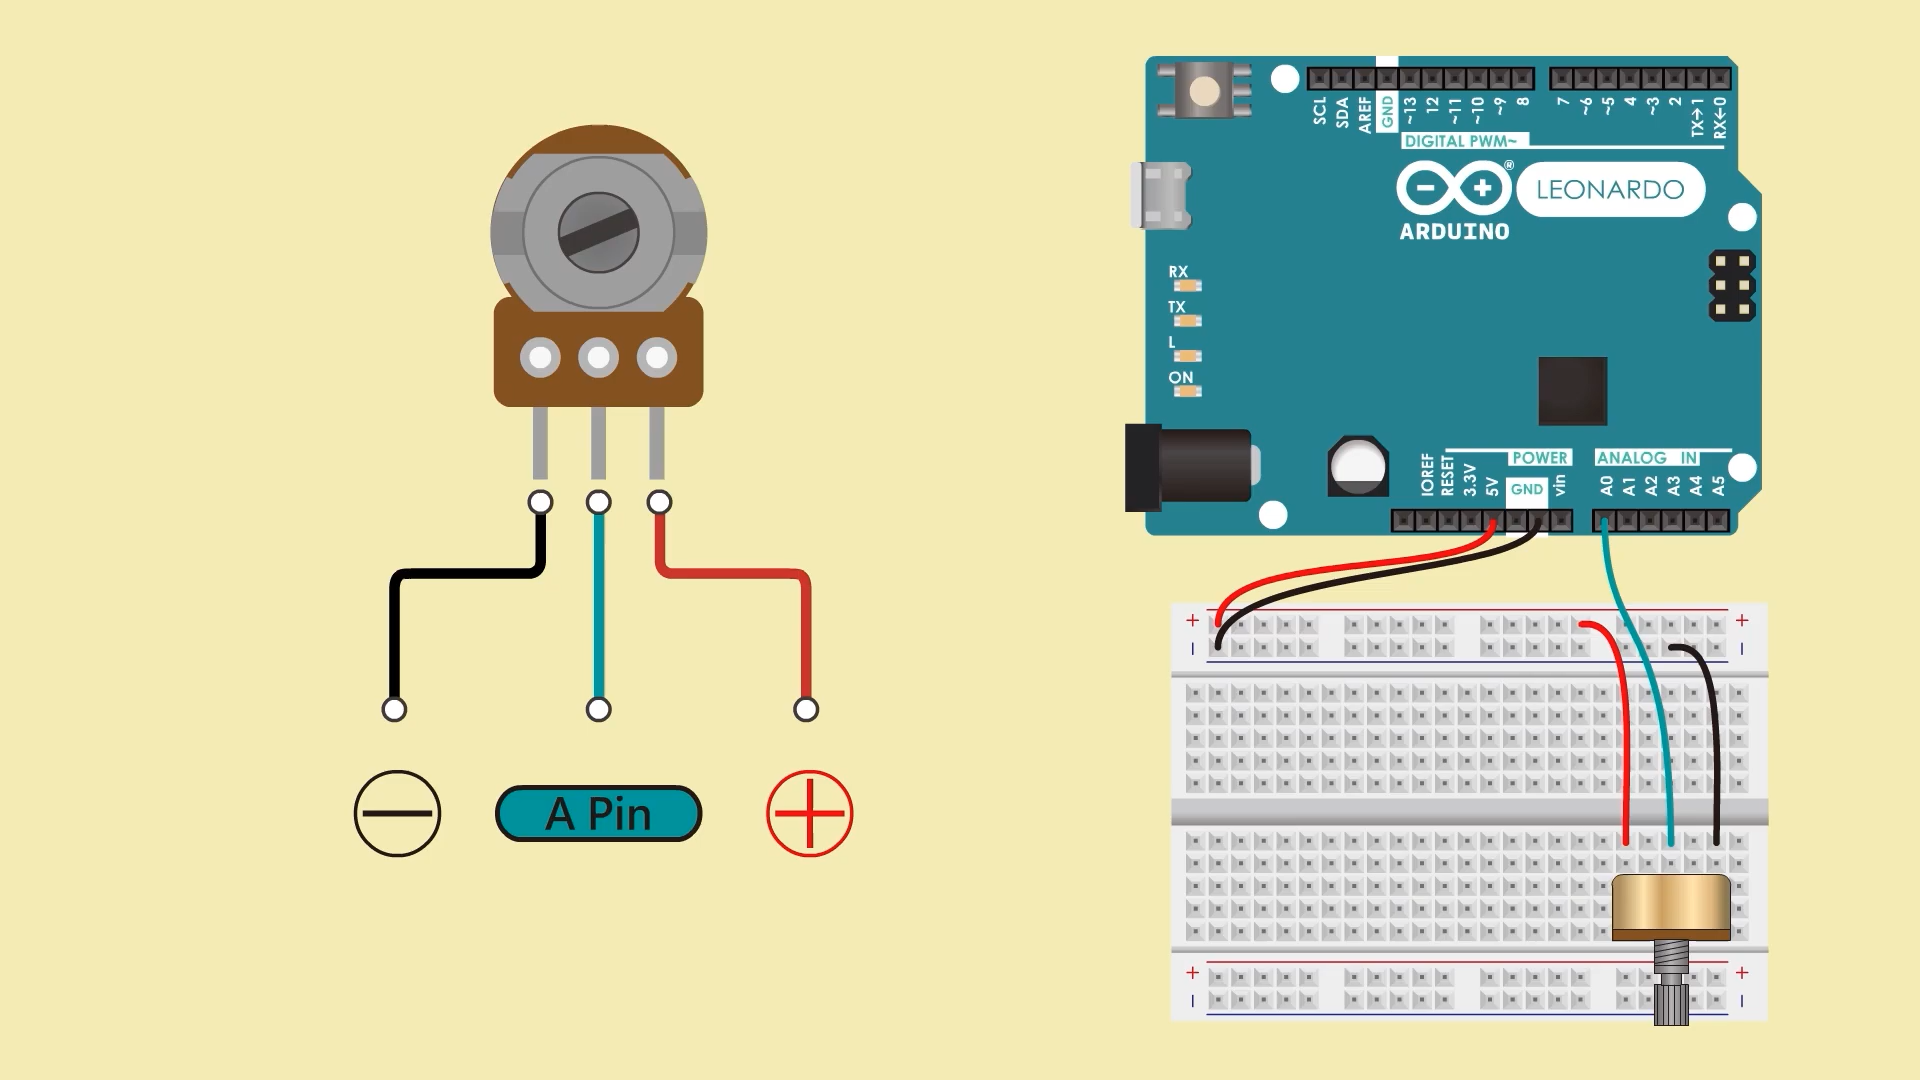 A Pin
SCL
SDA
AREF
GND
~13
12
~11
~10
~9
8
7
~6
~5
4
~3
2
TX→1
RX←0
DIGITAL PWM~
®
LEONARDO
ARDUINO
RX
TX
L
ON
POWER
ANALOG IN
IOREF
RESET
3.3V
5V
GND
vin
A0
A1
A2
A3
A4
A5